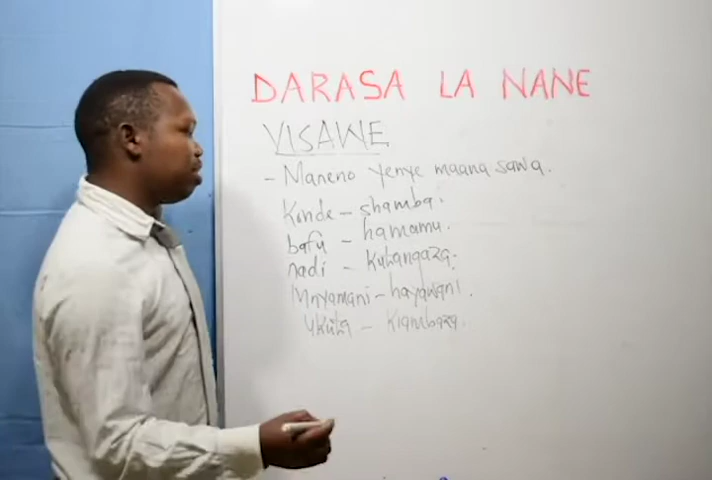 DARASA LA NANE
VISAWE
- Maneno yenye maana sawa.
Konde - shamba.
bafu - hamamu.
nadi - kutangaza.
Mnyamani - hayawani.
Ukuta - kiambaza.